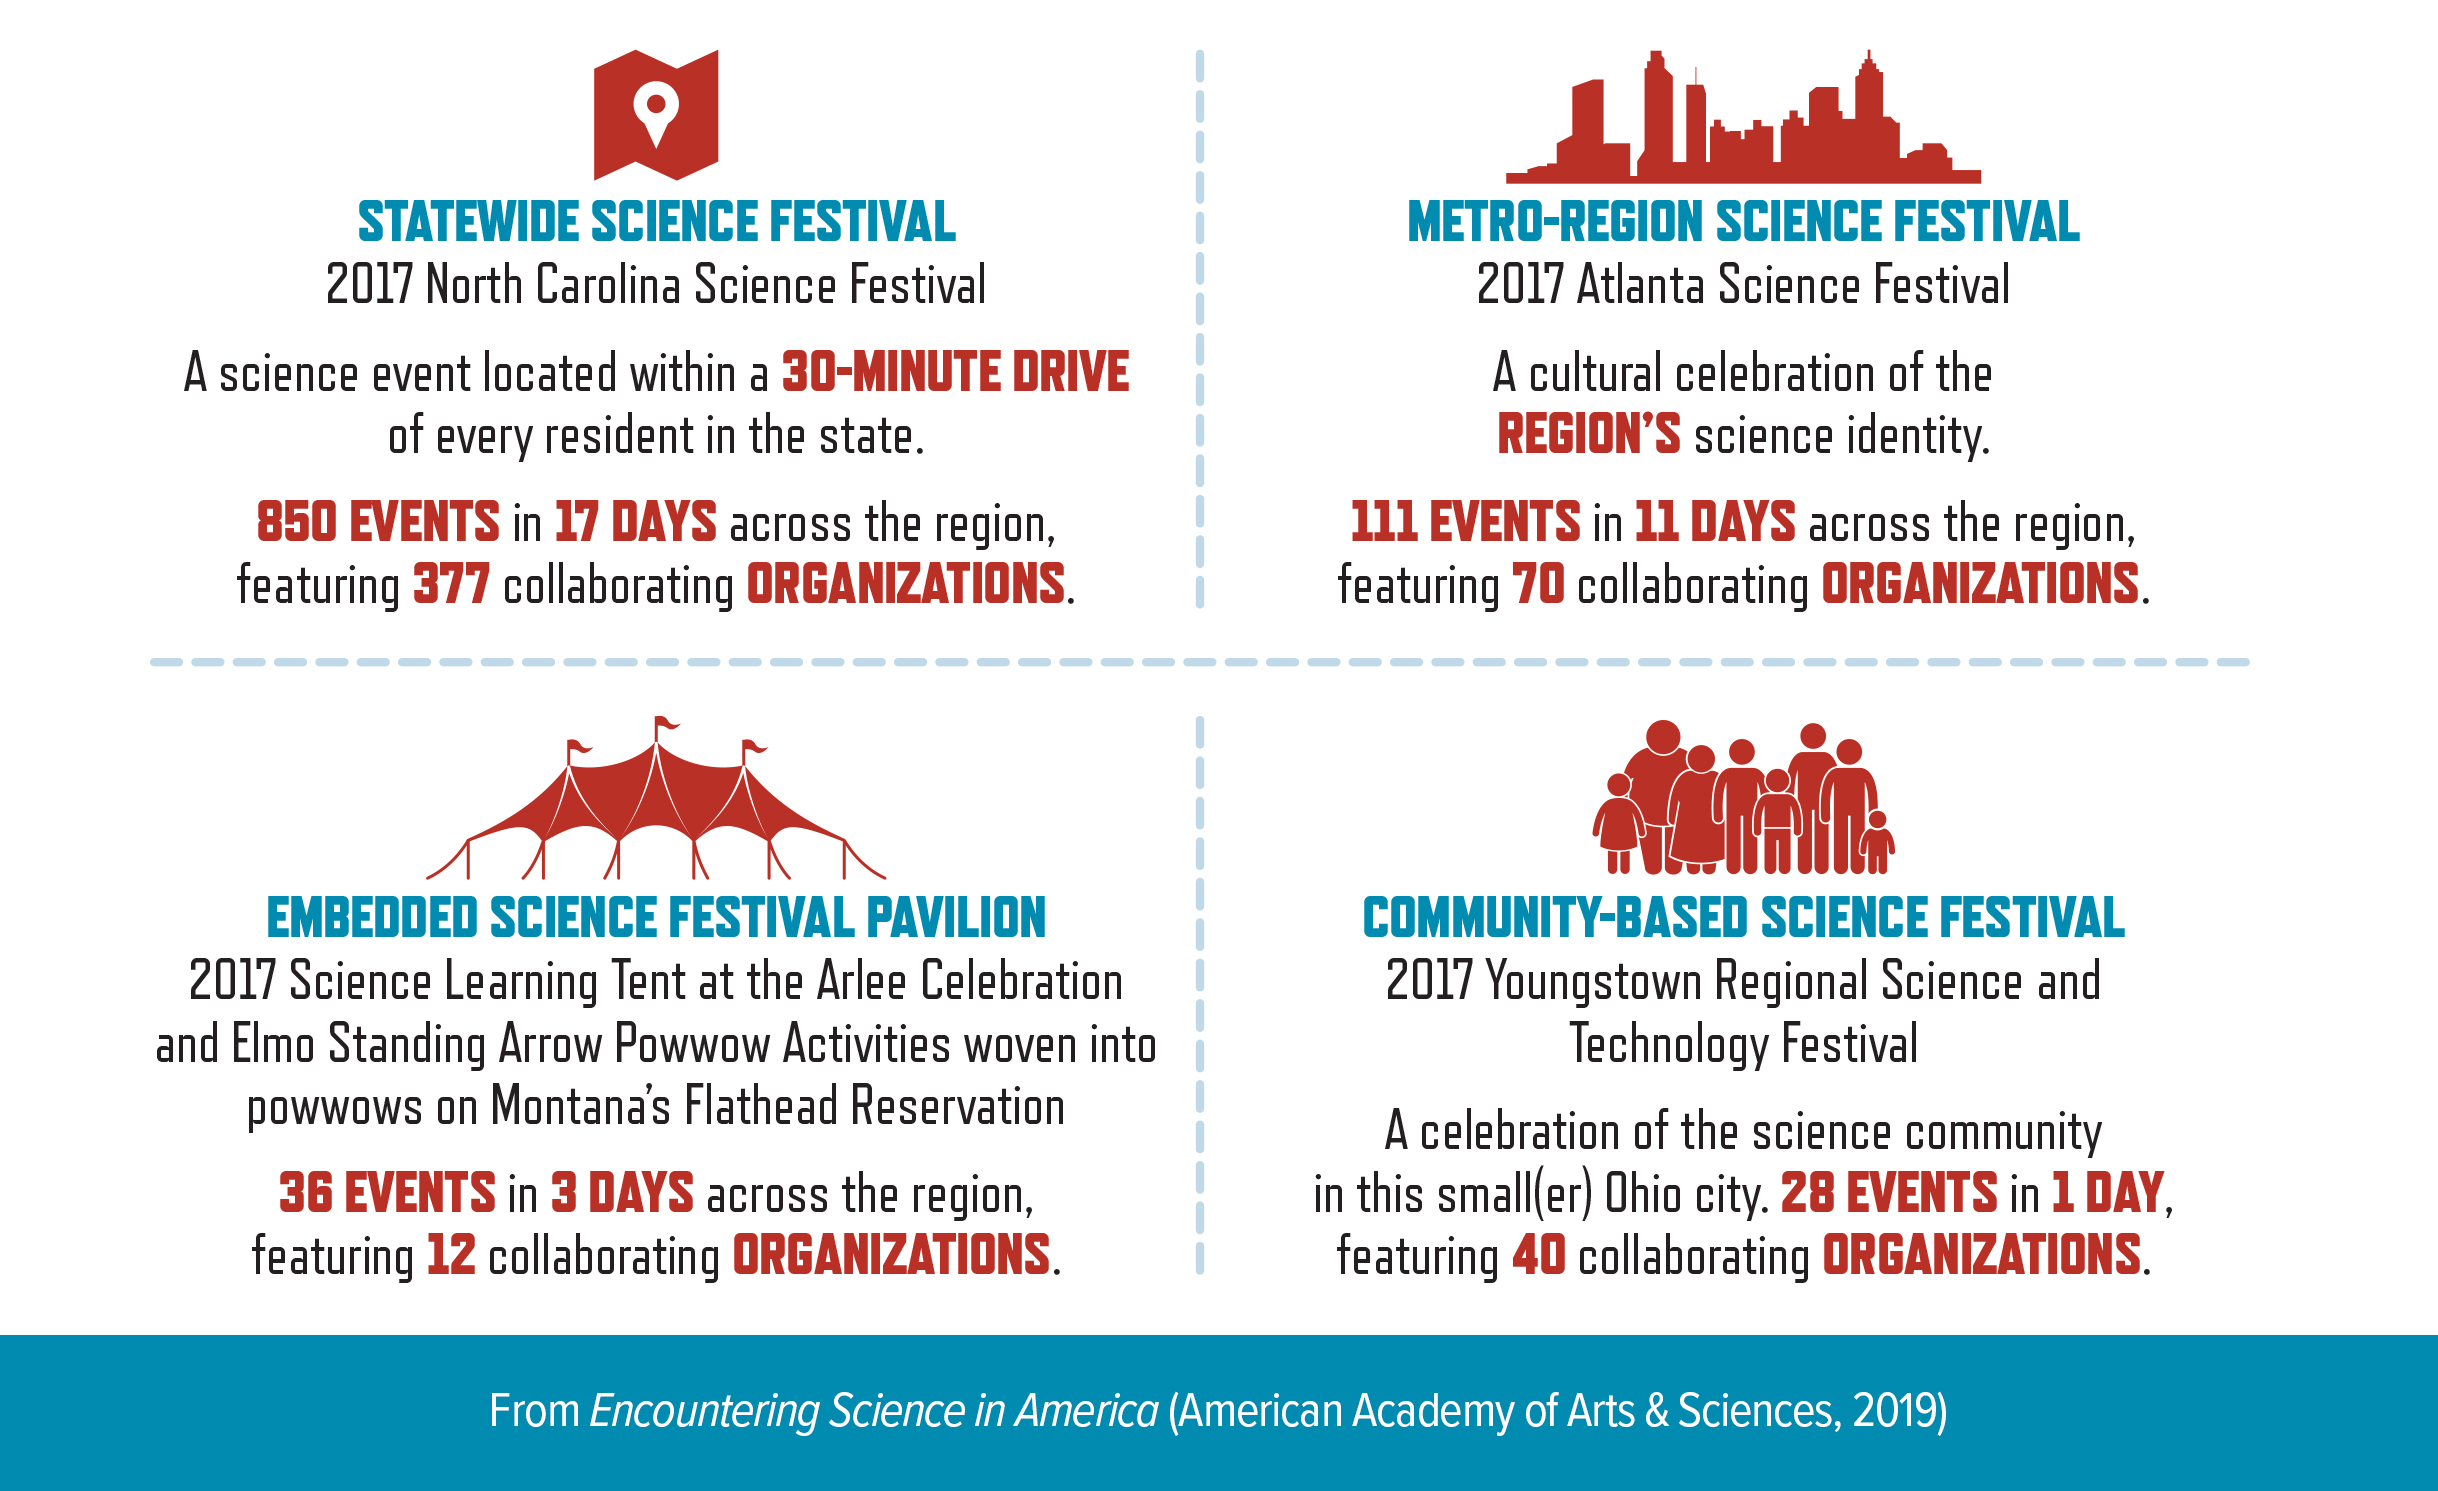 STATEWIDE SCIENCE FESTIVAL
2017 North Carolina Science Festival
A science event located within a 30-MINUTE DRIVE
of every resident in the state.
850 EVENTS in 17 DAYS across the region,
featuring 377 collaborating ORGANIZATIONS.
METRO-REGION SCIENCE FESTIVAL
2017 Atlanta Science Festival
A cultural celebration of the
REGION’S science identity.
111 EVENTS in 11 DAYS across the region,
featuring 70 collaborating ORGANIZATIONS.
EMBEDDED SCIENCE FESTIVAL PAVILION
2017 Science Learning Tent at the Arlee Celebration
and Elmo Standing Arrow Powwow Activities woven into
powwows on Montana’s Flathead Reservation
36 EVENTS in 3 DAYS across the region,
featuring 12 collaborating ORGANIZATIONS.
COMMUNITY-BASED SCIENCE FESTIVAL
2017 Youngstown Regional Science and
Technology Festival
A celebration of the science community
in this small(er) Ohio city. 28 EVENTS in 1 DAY,
featuring 40 collaborating ORGANIZATIONS.
From Encountering Science in America (American Academy of Arts & Sciences, 2019)